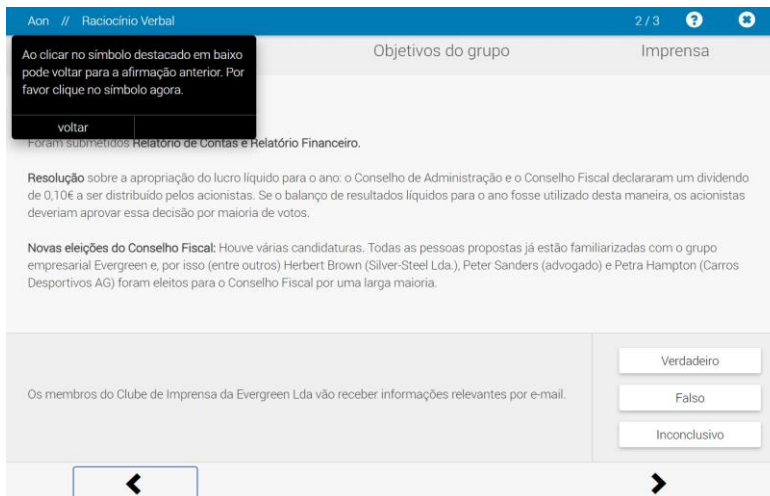 Aon // Raciocínio Verbal
2 / 3 ? ×
Ao clicar no símbolo destacado em baixo
pode voltar para a afirmação anterior. Por
favor clique no símbolo agora.
voltar
Objetivos do grupo
Imprensa
Foram submetidos Relatório de Contas e Relatório Financeiro.
Resolução sobre a apropriação do lucro líquido para o ano: o Conselho de Administração e o Conselho Fiscal declararam um dividendo
de 0,10€ a ser distribuído pelos acionistas. Se o balanço de resultados líquidos para o ano fosse utilizado desta maneira, os acionistas
deveriam aprovar essa decisão por maioria de votos.
Novas eleições do Conselho Fiscal: Houve várias candidaturas. Todas as pessoas propostas já estão familiarizadas com o grupo
empresarial Evergreen e, por isso (entre outros) Herbert Brown (Silver-Steel Lda.), Peter Sanders (advogado) e Petra Hampton (Carros
Desportivos AG) foram eleitos para o Conselho Fiscal por uma larga maioria.
Os membros do Clube de Imprensa da Evergreen Lda vão receber informações relevantes por e-mail.
Verdadeiro
Falso
Inconclusivo